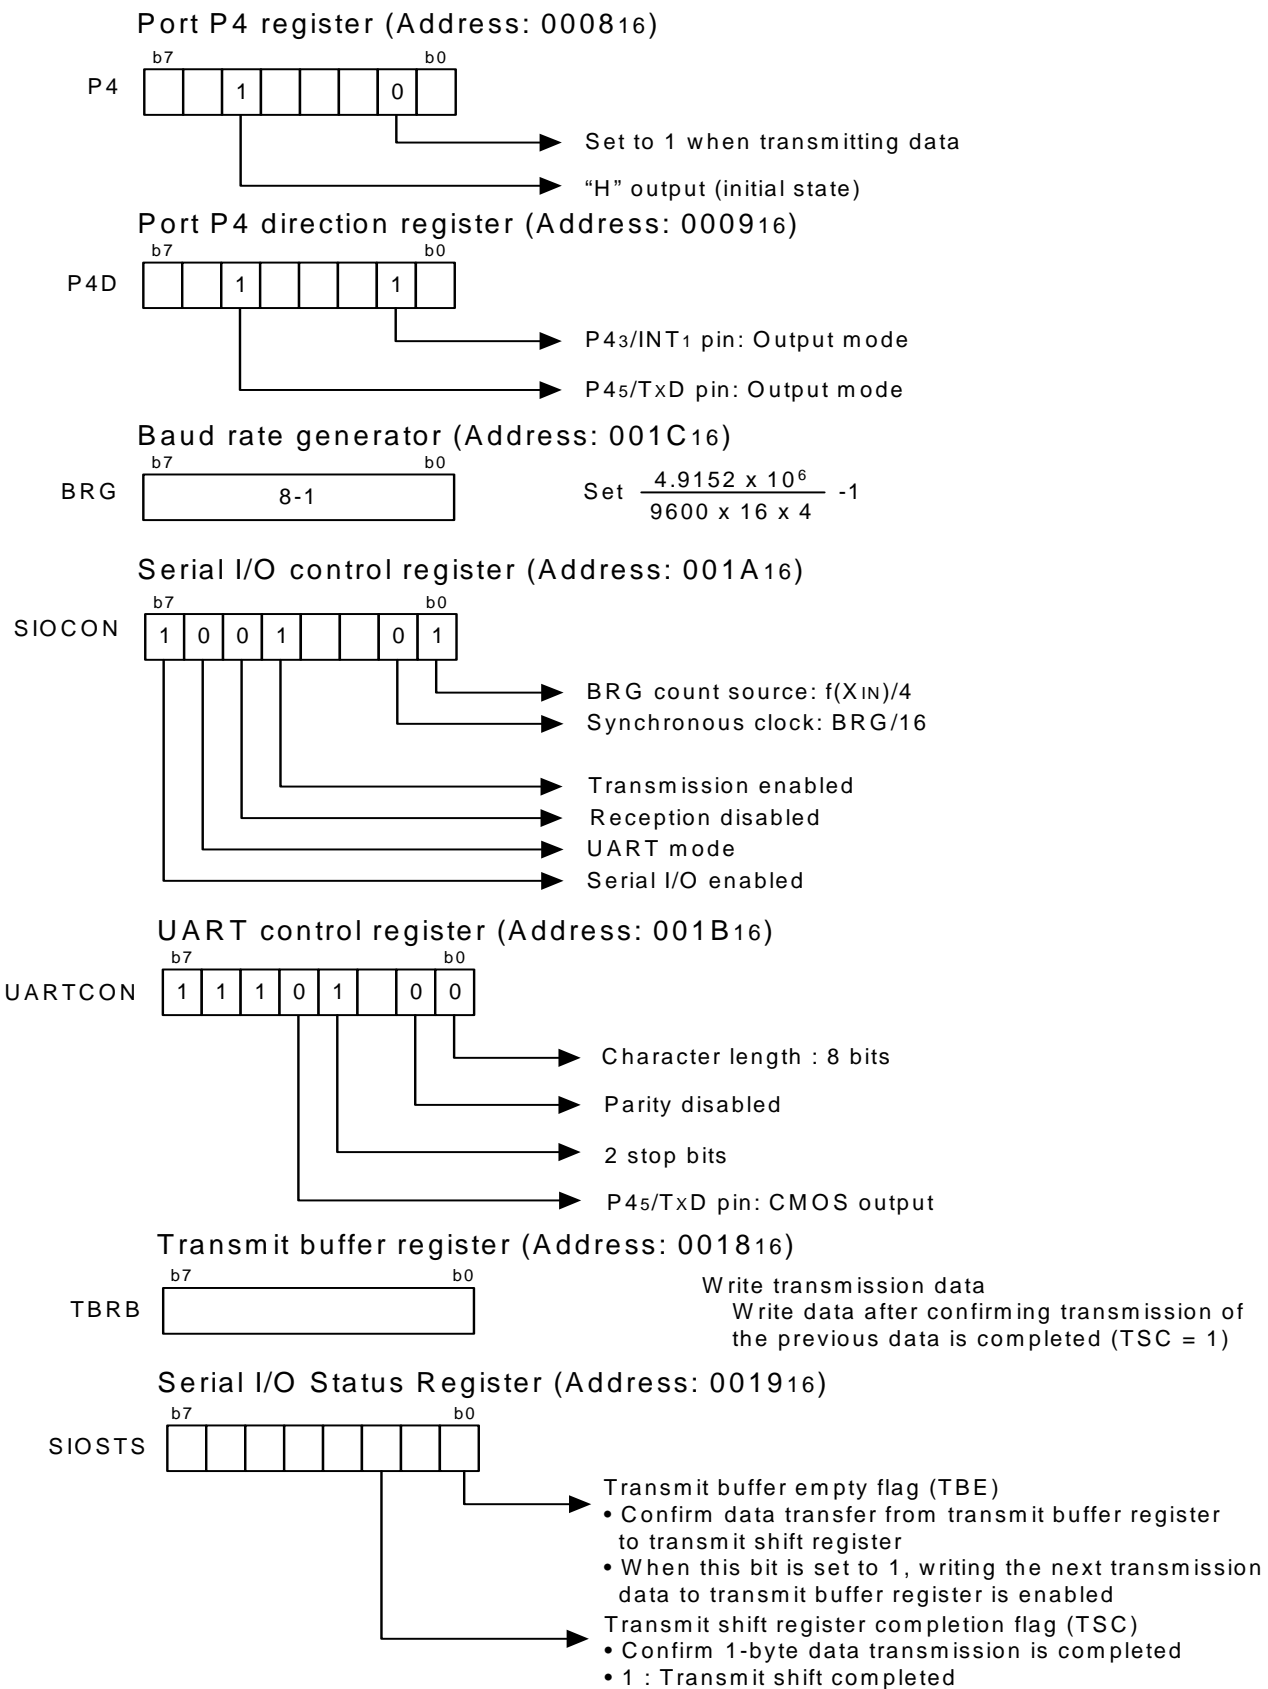 Port P4 register (Address: 000816)
b7 b0
P4 1 0
Set to 1 when transmitting data
“H” output (initial state)
Port P4 direction register (Address: 000916)
b7 b0
P4D 1 1
P43/INT1 pin: Output mode
P45/TXD pin: Output mode
Baud rate generator (Address: 001C16)
b7 b0
BRG 8-1
Set 4.9152 x 10⁶ / 9600 x 16 x 4 -1
Serial I/O control register (Address: 001A16)
b7 b0
SIOCON 1 0 0 1 0 1
BRG count source: f(XIN)/4
Synchronous clock: BRG/16
Transmission enabled
Reception disabled
UART mode
Serial I/O enabled
UART control register (Address: 001B16)
b7 b0
UARTCON 1 1 1 0 1 0 0
Character length : 8 bits
Parity disabled
2 stop bits
P45/TXD pin: CMOS output
Transmit buffer register (Address: 001816)
b7 b0
TBRB
Write transmission data
Write data after confirming transmission of
the previous data is completed (TSC = 1)
Serial I/O Status Register (Address: 001916)
b7 b0
SIOSTS
Transmit buffer empty flag (TBE)
• Confirm data transfer from transmit buffer register
to transmit shift register
• When this bit is set to 1, writing the next transmission
data to transmit buffer register is enabled
Transmit shift register completion flag (TSC)
• Confirm 1-byte data transmission is completed
• 1 : Transmit shift completed